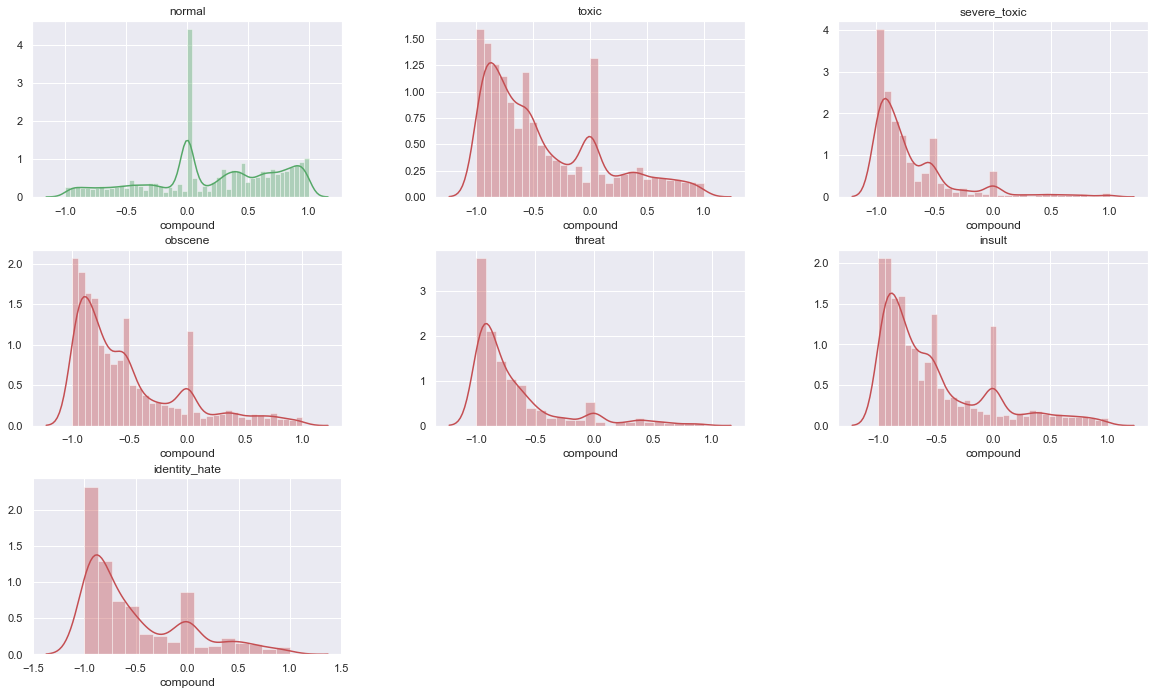 normal
4
3
2
1
0
−1.0 −0.5 0.0 0.5 1.0
compound
toxic
1.50
1.25
1.00
0.75
0.50
0.25
0.00
−1.0 −0.5 0.0 0.5 1.0
compound
severe_toxic
4
3
2
1
0
−1.0 −0.5 0.0 0.5 1.0
compound
obscene
2.0
1.5
1.0
0.5
0.0
−1.0 −0.5 0.0 0.5 1.0
compound
threat
3
2
1
0
−1.0 −0.5 0.0 0.5 1.0
compound
insult
2.0
1.5
1.0
0.5
0.0
−1.0 −0.5 0.0 0.5 1.0
compound
identity_hate
2.0
1.5
1.0
0.5
0.0
−1.5 −1.0 −0.5 0.0 0.5 1.0 1.5
compound